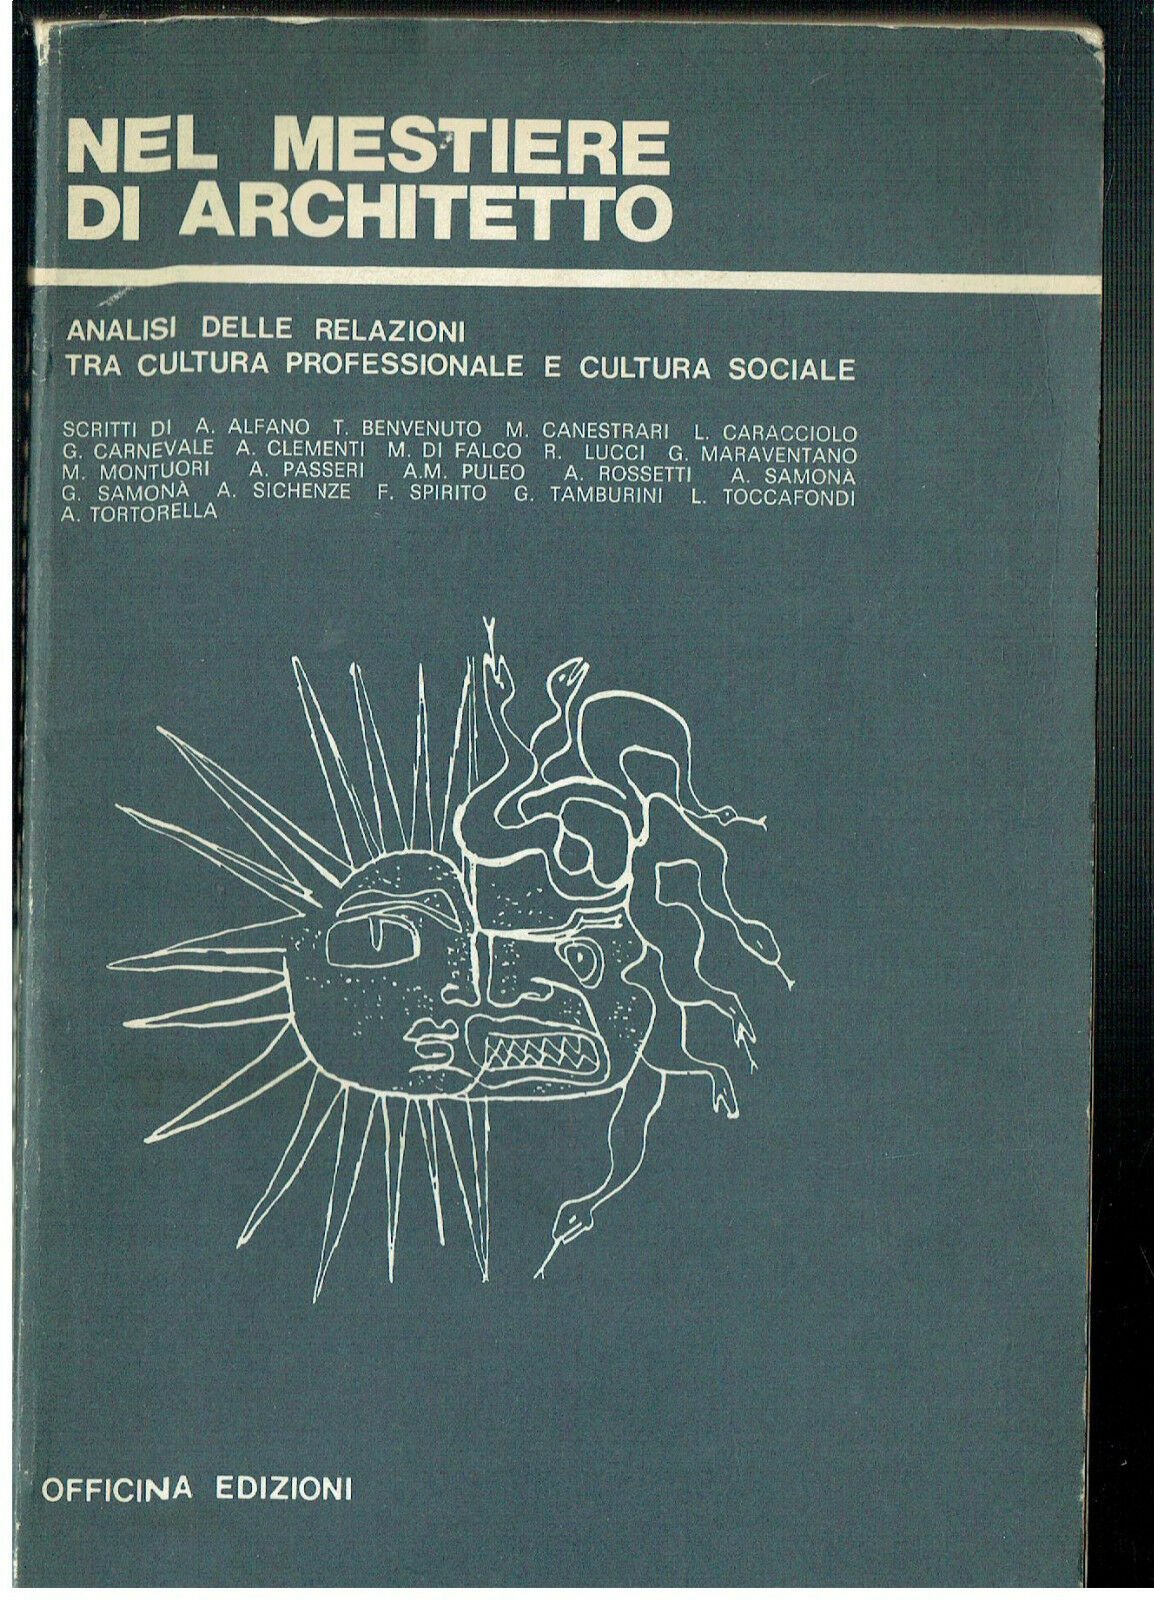 NEL MESTIERE
DI ARCHITETTO
ANALISI DELLE RELAZIONI
TRA CULTURA PROFESSIONALE E CULTURA SOCIALE
SCRITTI DI A. ALFANO T. BENVENUTO M. CANESTRARI L. CARACCIOLO
G. CARNEVALE A. CLEMENTI M. DI FALCO R. LUCCI G. MARAVENTANO
M. MONTUORI A. PASSERI A.M. PULEO A. ROSSETTI A. SAMONÀ
G. SAMONÀ A. SICHENZE F. SPIRITO G. TAMBURINI L. TOCCAFONDI
A. TORTORELLA
OFFICINA EDIZIONI